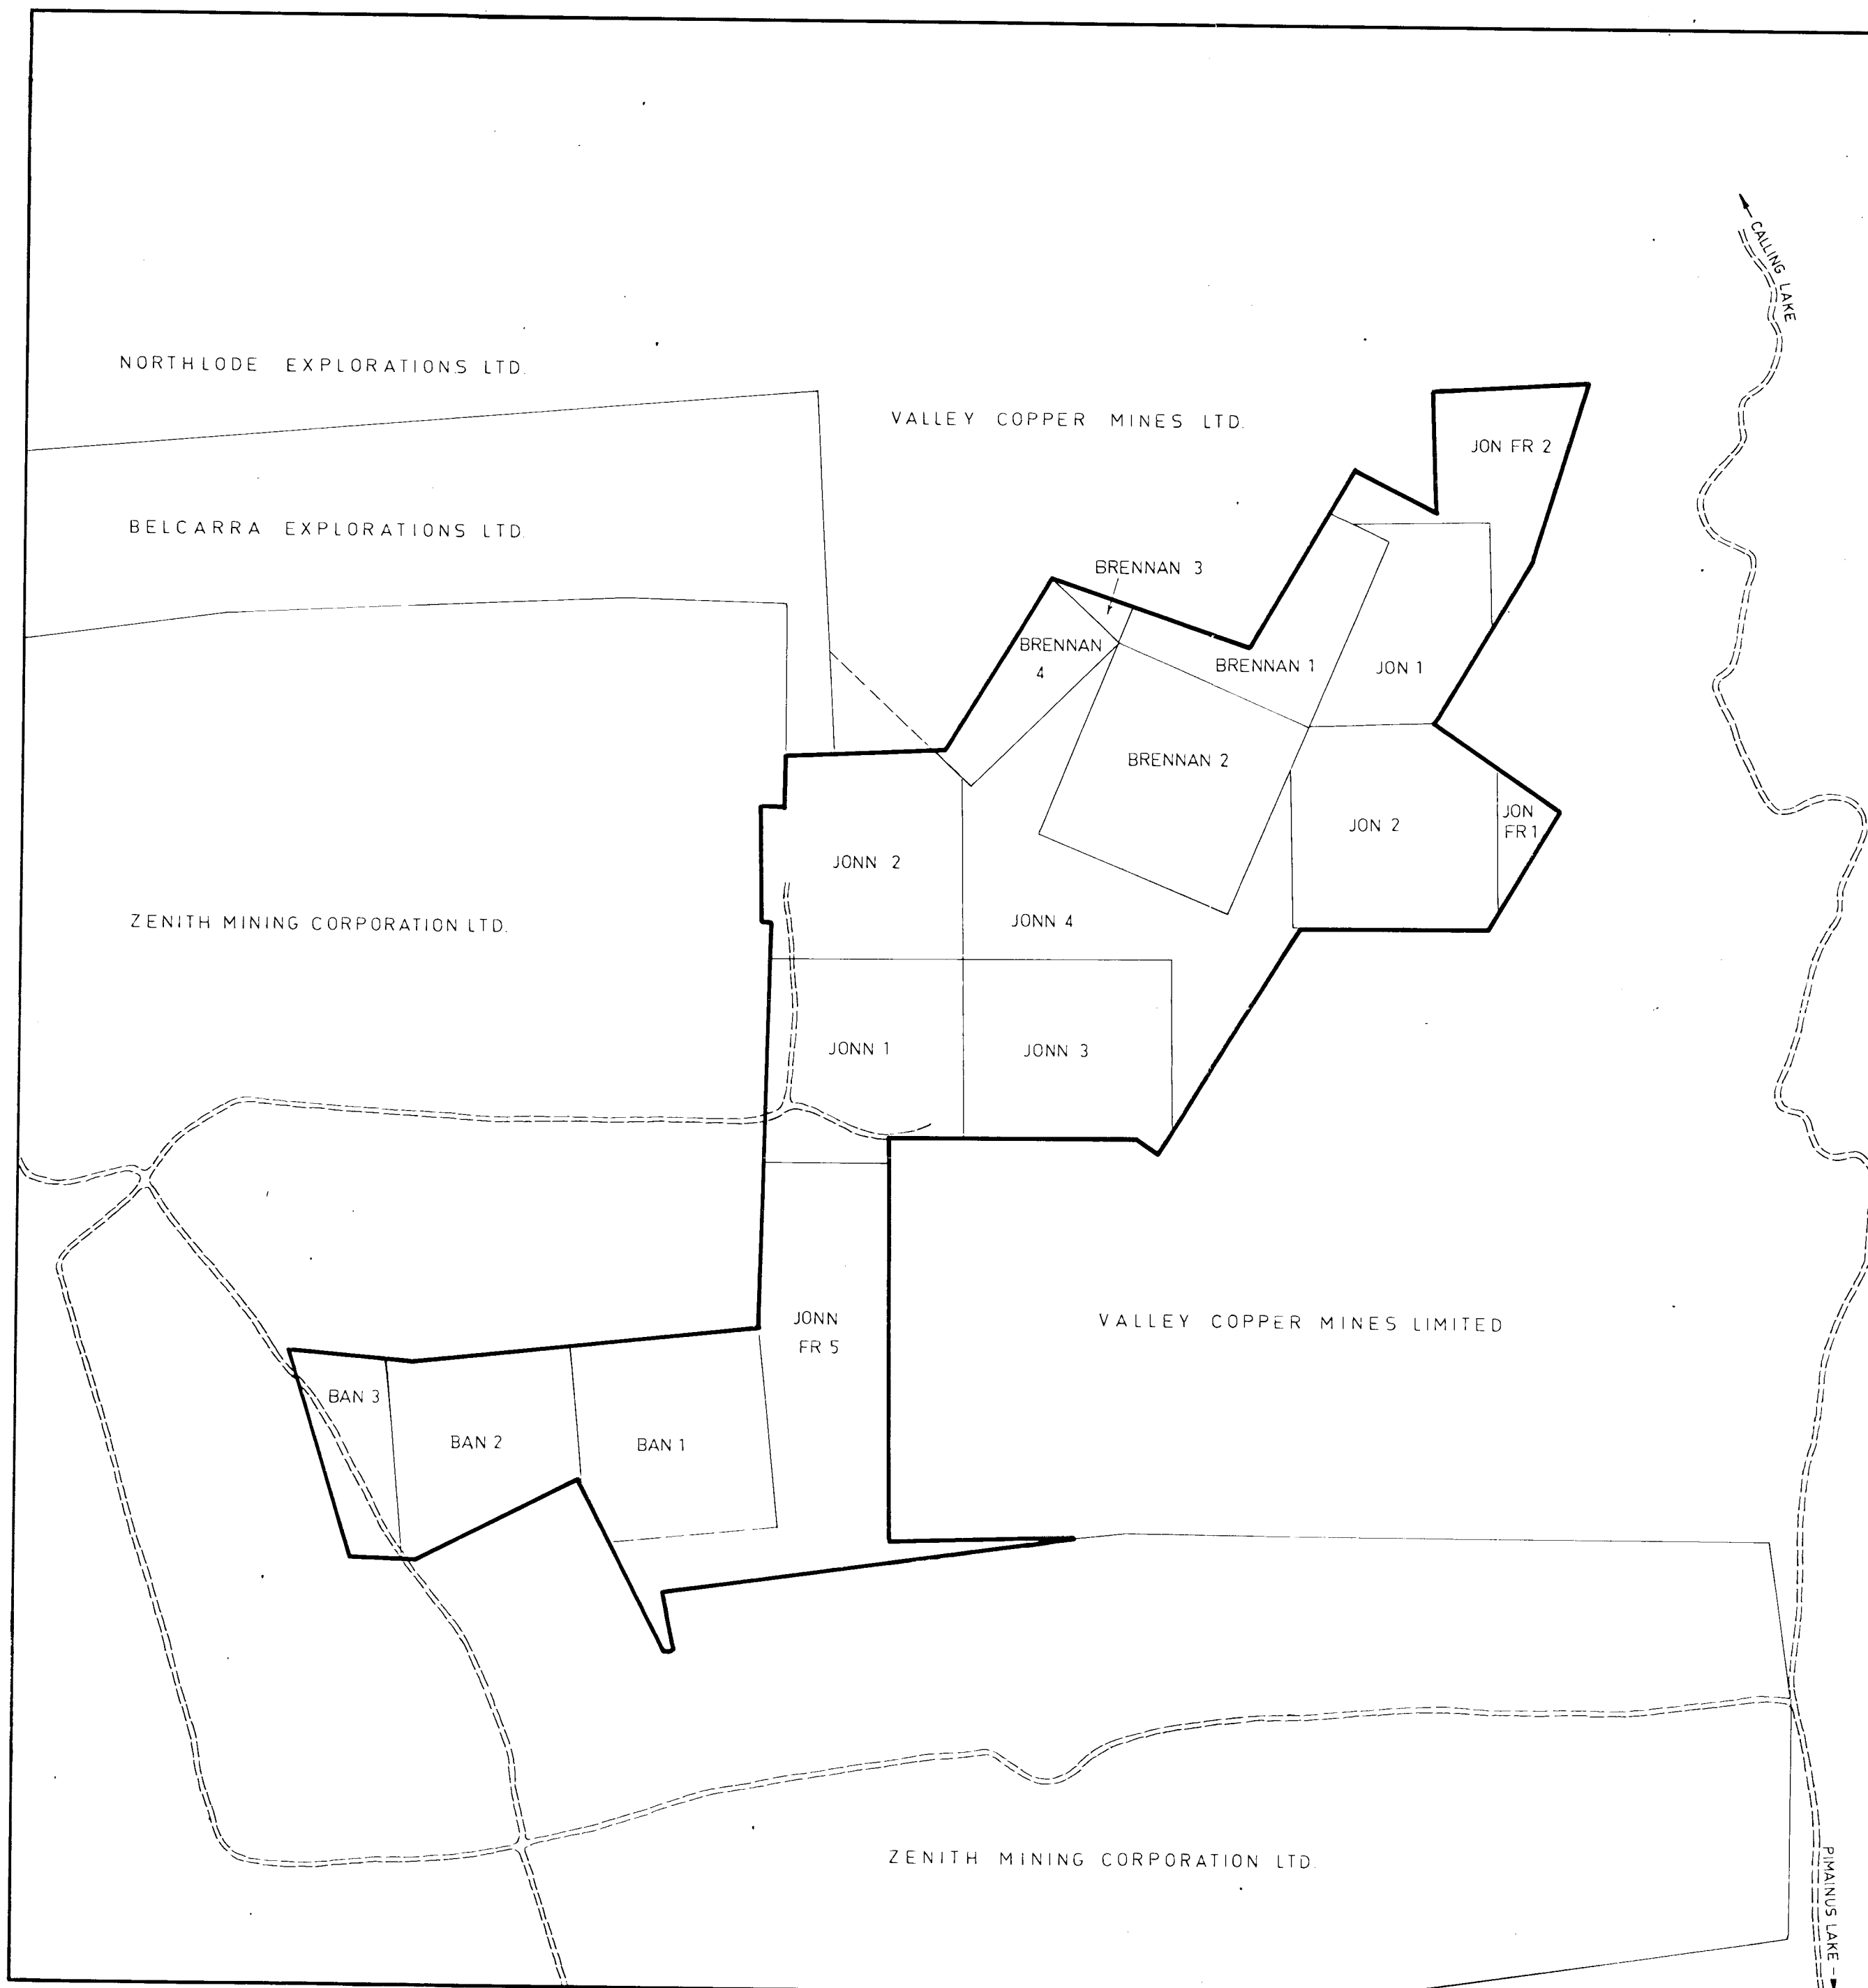 CALLING LAKE
NORTHLODE EXPLORATIONS LTD.
VALLEY COPPER MINES LTD.
JON FR 2
BELCARRA EXPLORATIONS LTD.
BRENNAN 3
BRENNAN
4
BRENNAN 1
JON 1
BRENNAN 2
JON 2
JON
FR 1
JONN 2
ZENITH MINING CORPORATION LTD.
JONN 4
JONN 1
JONN 3
JONN
FR 5
VALLEY COPPER MINES LIMITED
BAN 3
BAN 2
BAN 1
ZENITH MINING CORPORATION LTD.
PIMAINUS LAKE